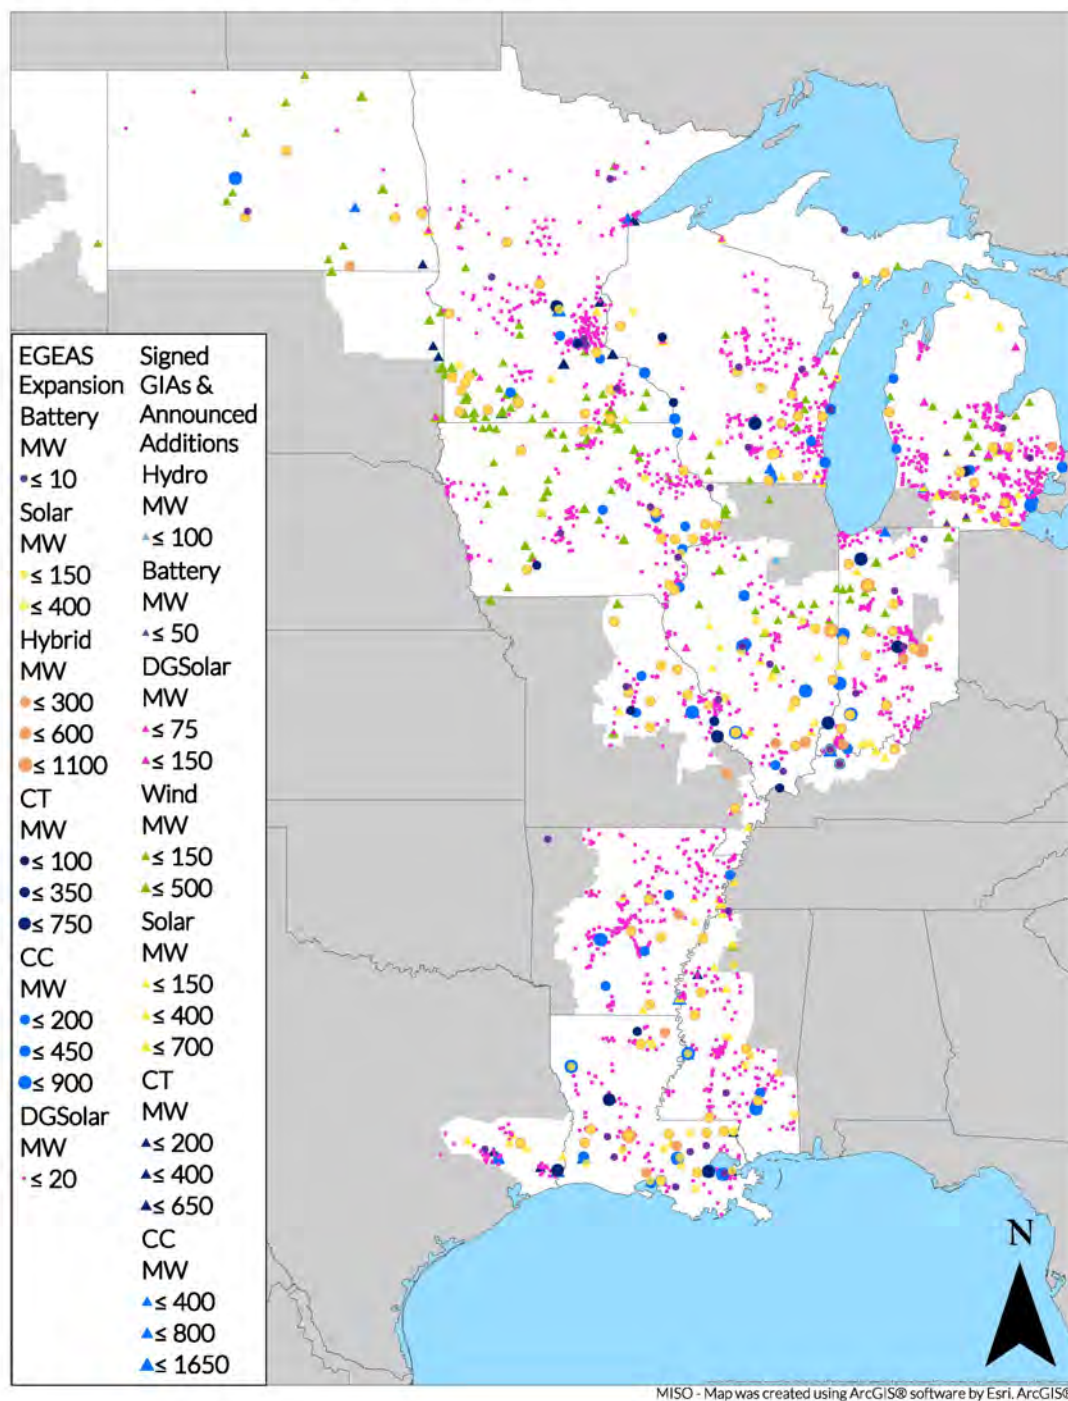 EGEAS
Expansion
Battery
MW
≤ 10
Solar
MW
≤ 150
≤ 400
Hybrid
MW
≤ 300
≤ 600
≤ 1100
CT
MW
≤ 100
≤ 350
≤ 750
CC
MW
≤ 200
≤ 450
≤ 900
DGSolar
MW
≤ 20
Signed
GIAs &
Announced
Additions
Hydro
MW
≤ 100
Battery
MW
≤ 50
DGSolar
MW
≤ 75
≤ 150
Wind
MW
≤ 150
≤ 500
Solar
MW
≤ 150
≤ 400
≤ 700
CT
MW
≤ 200
≤ 400
≤ 650
CC
MW
≤ 400
≤ 800
≤ 1650
N
MISO - Map was created using ArcGIS® software by Esri. ArcGIS®